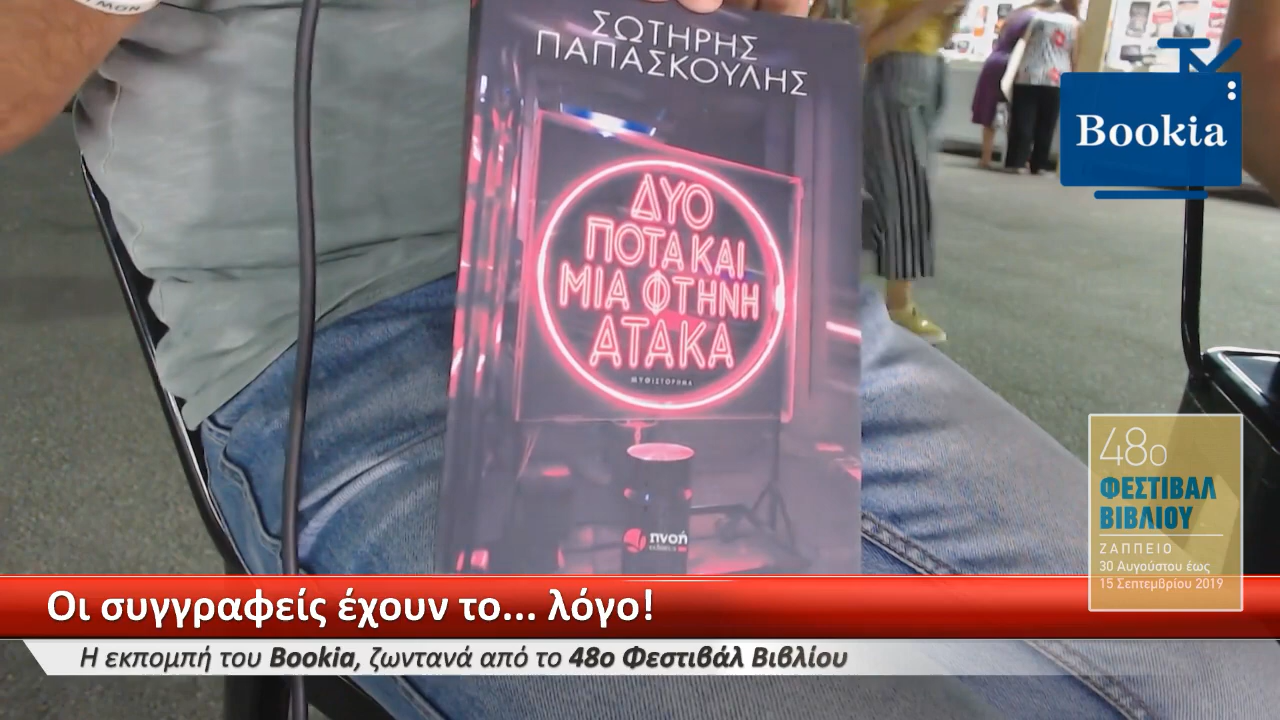 ΣΩΤΗΡΗΣ
ΠΑΠΑΣΚΟΥΛΗΣ
ΔΥΟ
ΠΟΤΑ ΚΑΙ
ΜΙΑ ΦΤΗΝΗ
ΑΤΑΚΑ
ΜΥΘΙΣΤΟΡΗΜΑ
πνοή
TV
Bookia
48ο
ΦΕΣΤΙΒΑΛ
ΒΙΒΛΙΟΥ
ΖΑΠΠΕΙΟ
30 Αυγούστου έως
15 Σεπτεμβρίου 2019
Οι συγγραφείς έχουν το... λόγο!
Η εκπομπή του Bookia, ζωντανά από το 48ο Φεστιβάλ Βιβλίου